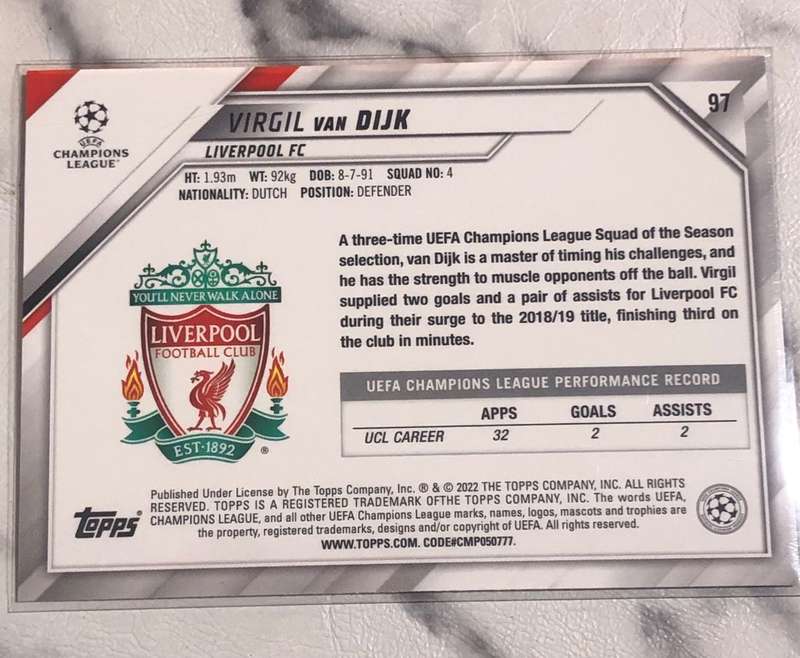 97
VIRGIL VAN DIJK
UEFA
CHAMPIONS
LEAGUE
LIVERPOOL FC
HT: 1.93m WT: 92kg DOB: 8-7-91 SQUAD NO: 4
NATIONALITY: DUTCH POSITION: DEFENDER
A three-time UEFA Champions League Squad of the Season
selection, van Dijk is a master of timing his challenges, and
he has the strength to muscle opponents off the ball. Virgil
supplied two goals and a pair of assists for Liverpool FC
during their surge to the 2018/19 title, finishing third on
the club in minutes.
YOU'LL NEVER WALK ALONE
LIVERPOOL
FOOTBALL CLUB
EST·1892 ®
UEFA CHAMPIONS LEAGUE PERFORMANCE RECORD
APPS GOALS ASSISTS
UCL CAREER 32 2 2
Topps®
Published Under License by The Topps Company, Inc. ® & © 2022 THE TOPPS COMPANY, INC. ALL RIGHTS
RESERVED. TOPPS IS A REGISTERED TRADEMARK OFTHE TOPPS COMPANY, INC. The words UEFA,
CHAMPIONS LEAGUE, and all other UEFA Champions League marks, names, logos, mascots and trophies are
the property, registered trademarks, designs and/or copyright of UEFA. All rights reserved.
WWW.TOPPS.COM. CODE#CMP050777.